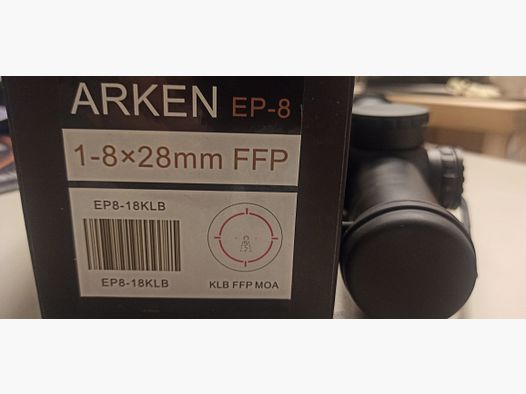 ARKEN EP-8
1-8×28mm FFP
EP8-18KLB
EP8-18KLB
KLB FFP MOA